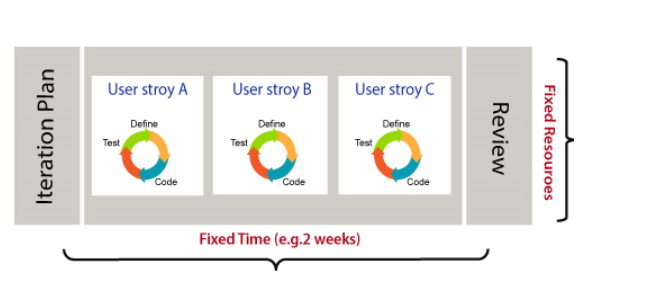 Iteration Plan
User stroy A
Define
Test
Code
User stroy B
Define
Test
Code
User stroy C
Define
Test
Code
Review
Fixed Resouroes
Fixed Time (e.g.2 weeks)